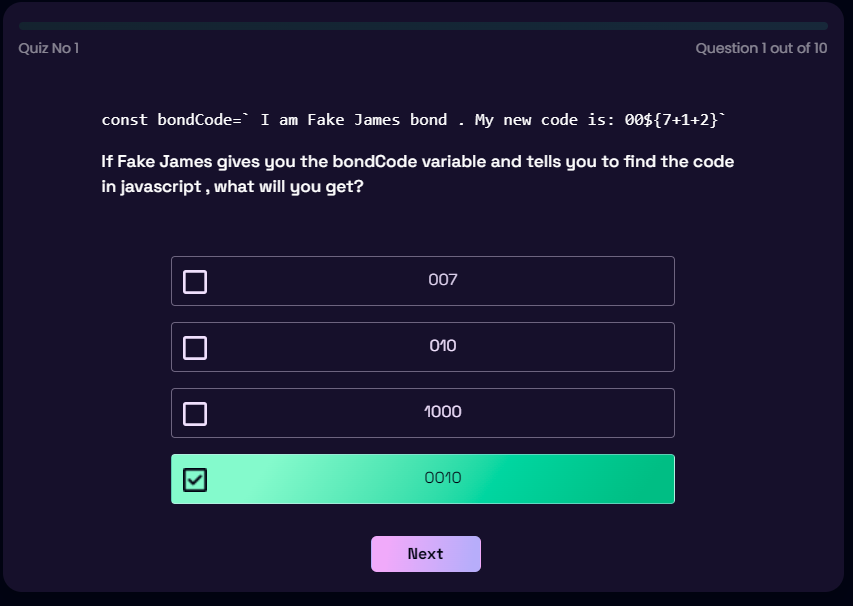 Quiz No 1
Question 1 out of 10
const bondCode=` I am Fake James bond . My new code is: 00${7+1+2}`
If Fake James gives you the bondCode variable and tells you to find the code
in javascript , what will you get?
007
010
1000
0010
Next